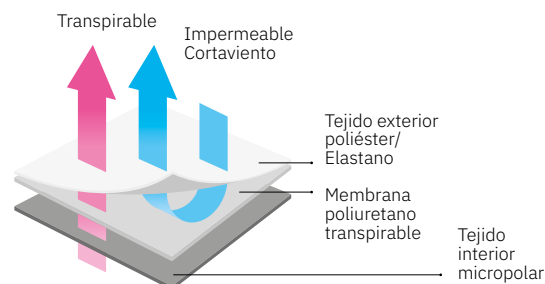 Transpirable
Impermeable
Cortaviento
Tejido exterior
poliéster/
Elastano
Membrana
poliuretano
transpirable
Tejido
interior
micropolar